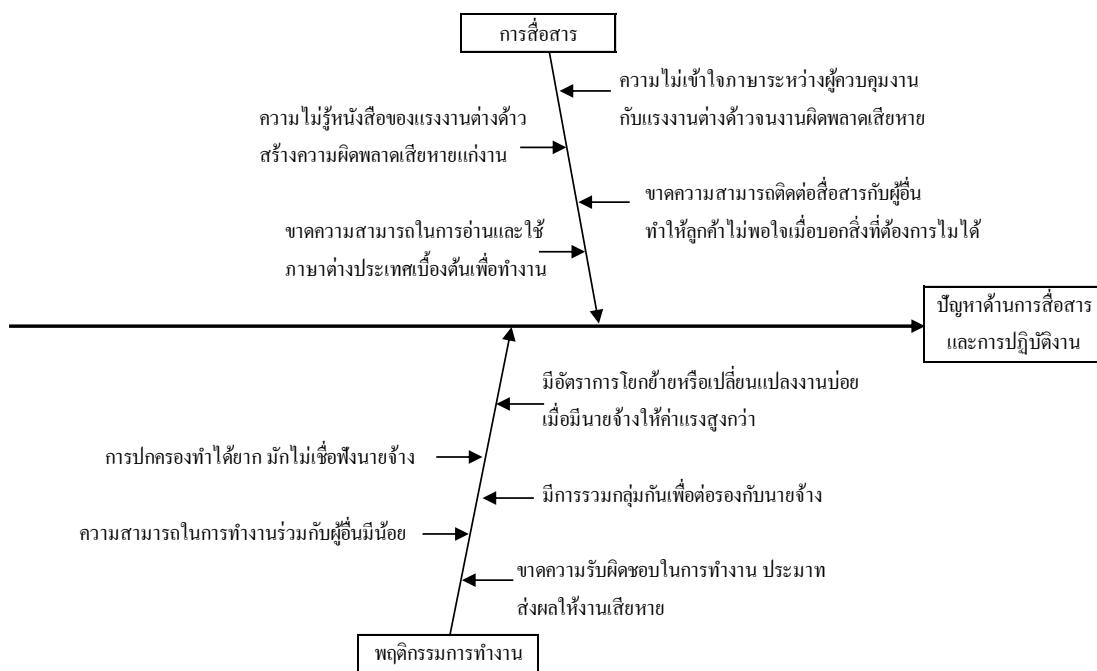 การสื่อสาร
ความไม่เข้าใจภาษาระหว่างผู้ควบคุมงาน
กับแรงงานต่างด้าวจนงานผิดพลาดเสียหาย
ความไม่รู้หนังสือของแรงงานต่างด้าว
สร้างความผิดพลาดเสียหายแก่งาน
ขาดความสามารถติดต่อสื่อสารกับผู้อื่น
ทำให้ลูกค้าไม่พอใจเมื่อบอกสิ่งที่ต้องการไมได้
ขาดความสามารถในการอ่านและใช้
ภาษาต่างประเทศเบื้องต้นเพื่อทำงาน
ปัญหาด้านการสื่อสาร
และการปฏิบัติงาน
มีอัตราการโยกย้ายหรือเปลี่ยนแปลงงานบ่อย
เมื่อมีนายจ้างให้ค่าแรงสูงกว่า
การปกครองทำได้ยาก มักไม่เชื่อฟังนายจ้าง
มีการรวมกลุ่มกันเพื่อต่อรองกับนายจ้าง
ความสามารถในการทำงานร่วมกับผู้อื่นมีน้อย
ขาดความรับผิดชอบในการทำงาน ประมาท
ส่งผลให้งานเสียหาย
พฤติกรรมการทำงาน